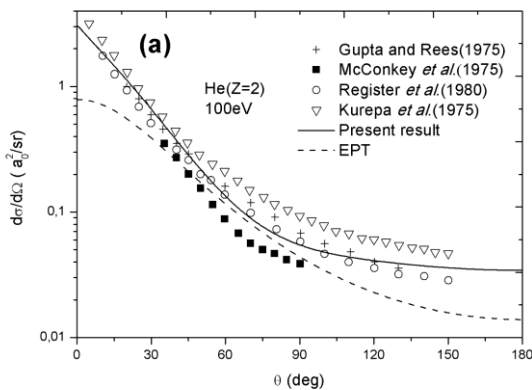 (a)
Gupta and Rees(1975)
McConkey et al.(1975)
Register et al.(1980)
Kurepa et al.(1975)
Present result
EPT
He(Z=2)
100eV
dσ/dΩ ( a₀²/sr)
1
0,1
0,01
0 30 60 90 120 150 180
θ (deg)